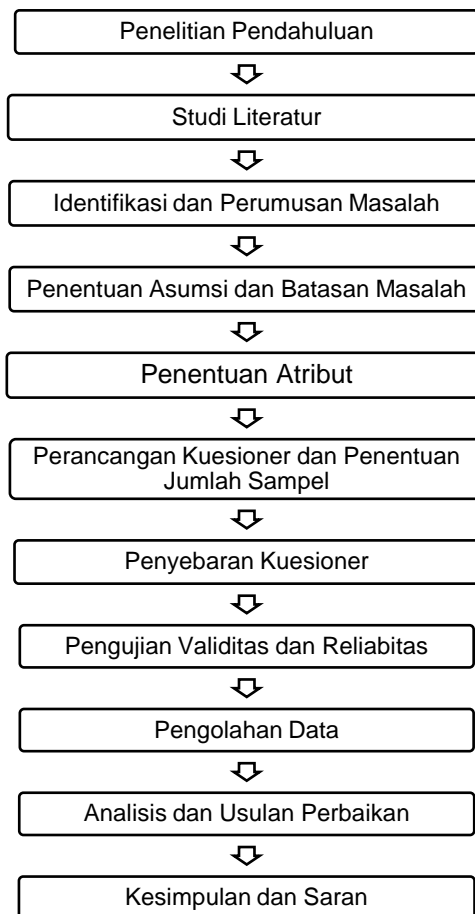 Penelitian Pendahuluan
Studi Literatur
Identifikasi dan Perumusan Masalah
Penentuan Asumsi dan Batasan Masalah
Penentuan Atribut
Perancangan Kuesioner dan Penentuan
Jumlah Sampel
Penyebaran Kuesioner
Pengujian Validitas dan Reliabitas
Pengolahan Data
Analisis dan Usulan Perbaikan
Kesimpulan dan Saran